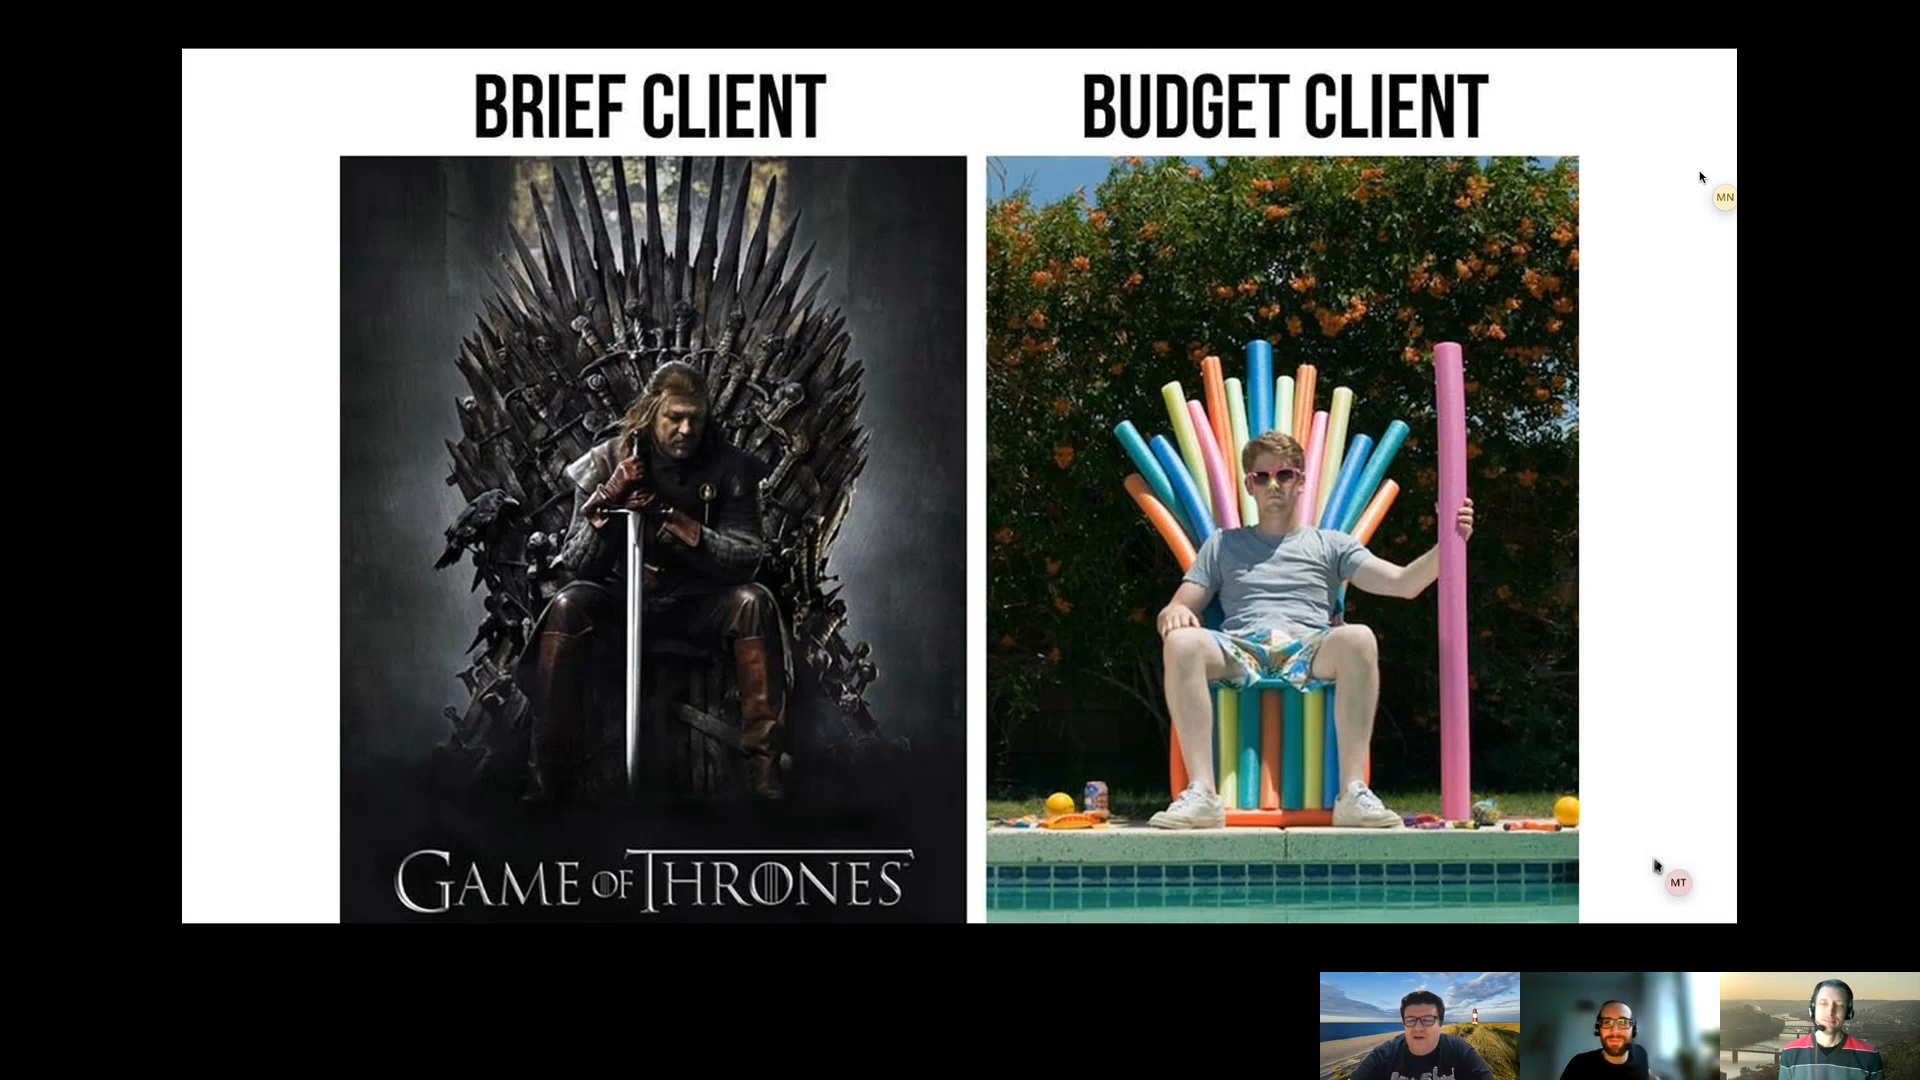 BRIEF CLIENT
BUDGET CLIENT
MN
GAME OF THRONES
MT